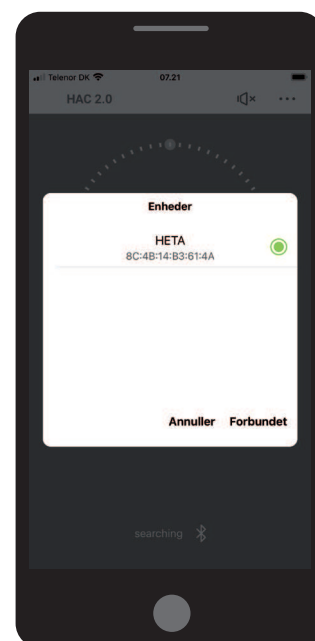 Telenor DK 07.21
HAC 2.0
Enheder
HETA
8C:4B:14:B3:61:4A
Annuller Forbundet
searching